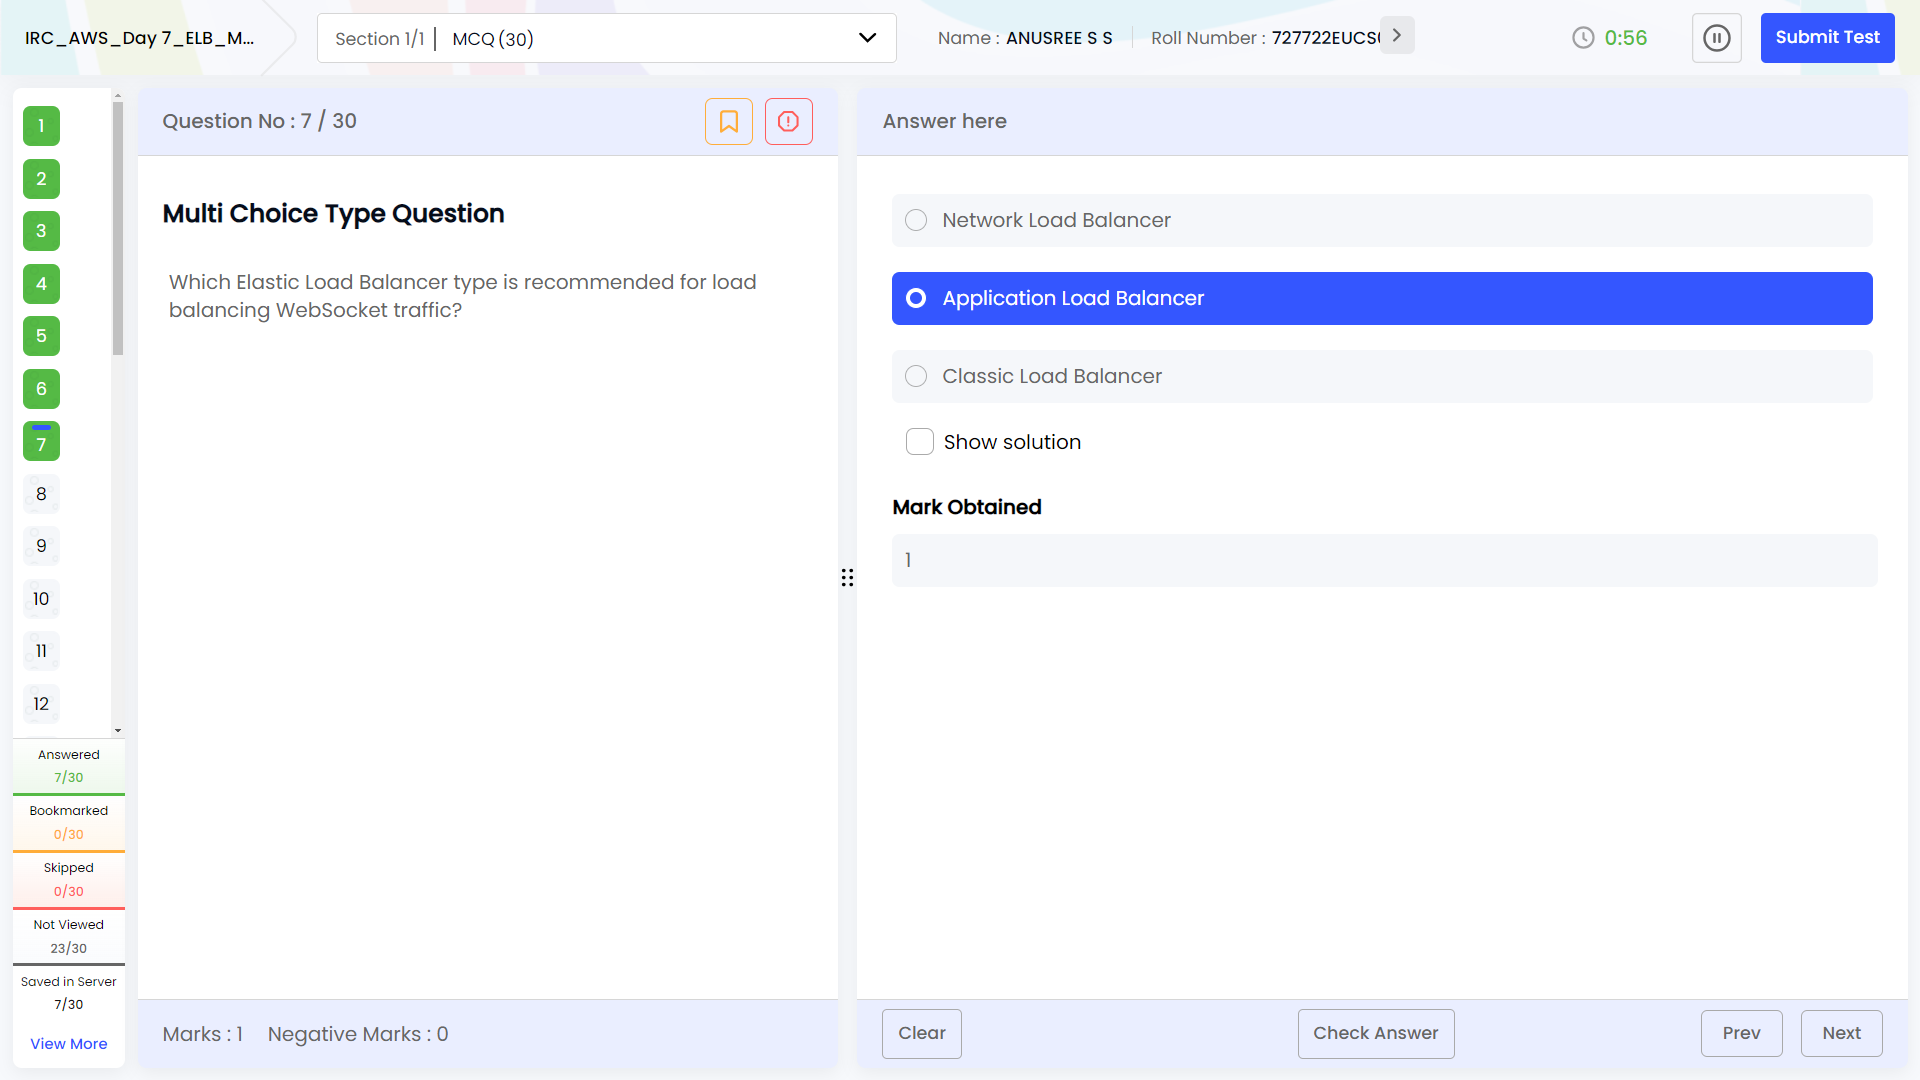 IRC_AWS_Day 7_ELB_M...
Section 1/1 | MCQ (30)
Name : ANUSREE S S
Roll Number : 727722EUCS
0:56
Submit Test
1
2
3
4
5
6
7
8
9
10
11
12
Answered
7/30
Bookmarked
0/30
Skipped
0/30
Not Viewed
23/30
Saved in Server
7/30
View More
Question No : 7 / 30
Multi Choice Type Question
Which Elastic Load Balancer type is recommended for load
balancing WebSocket traffic?
Marks : 1 Negative Marks : 0
Answer here
Network Load Balancer
Application Load Balancer
Classic Load Balancer
Show solution
Mark Obtained
1
Clear
Check Answer
Prev
Next